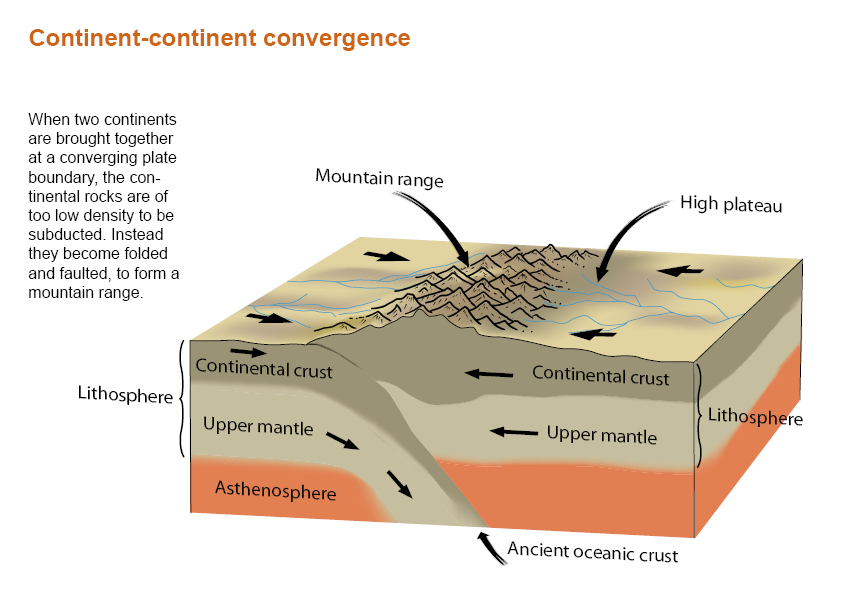 Continent-continent convergence
When two continents
are brought together
at a converging plate
boundary, the con-
tinental rocks are of
too low density to be
subducted. Instead
they become folded
and faulted, to form a
mountain range.
Mountain range
High plateau
Continental crust
Continental crust
Lithosphere
Lithosphere
Upper mantle
Upper mantle
Asthenosphere
Ancient oceanic crust